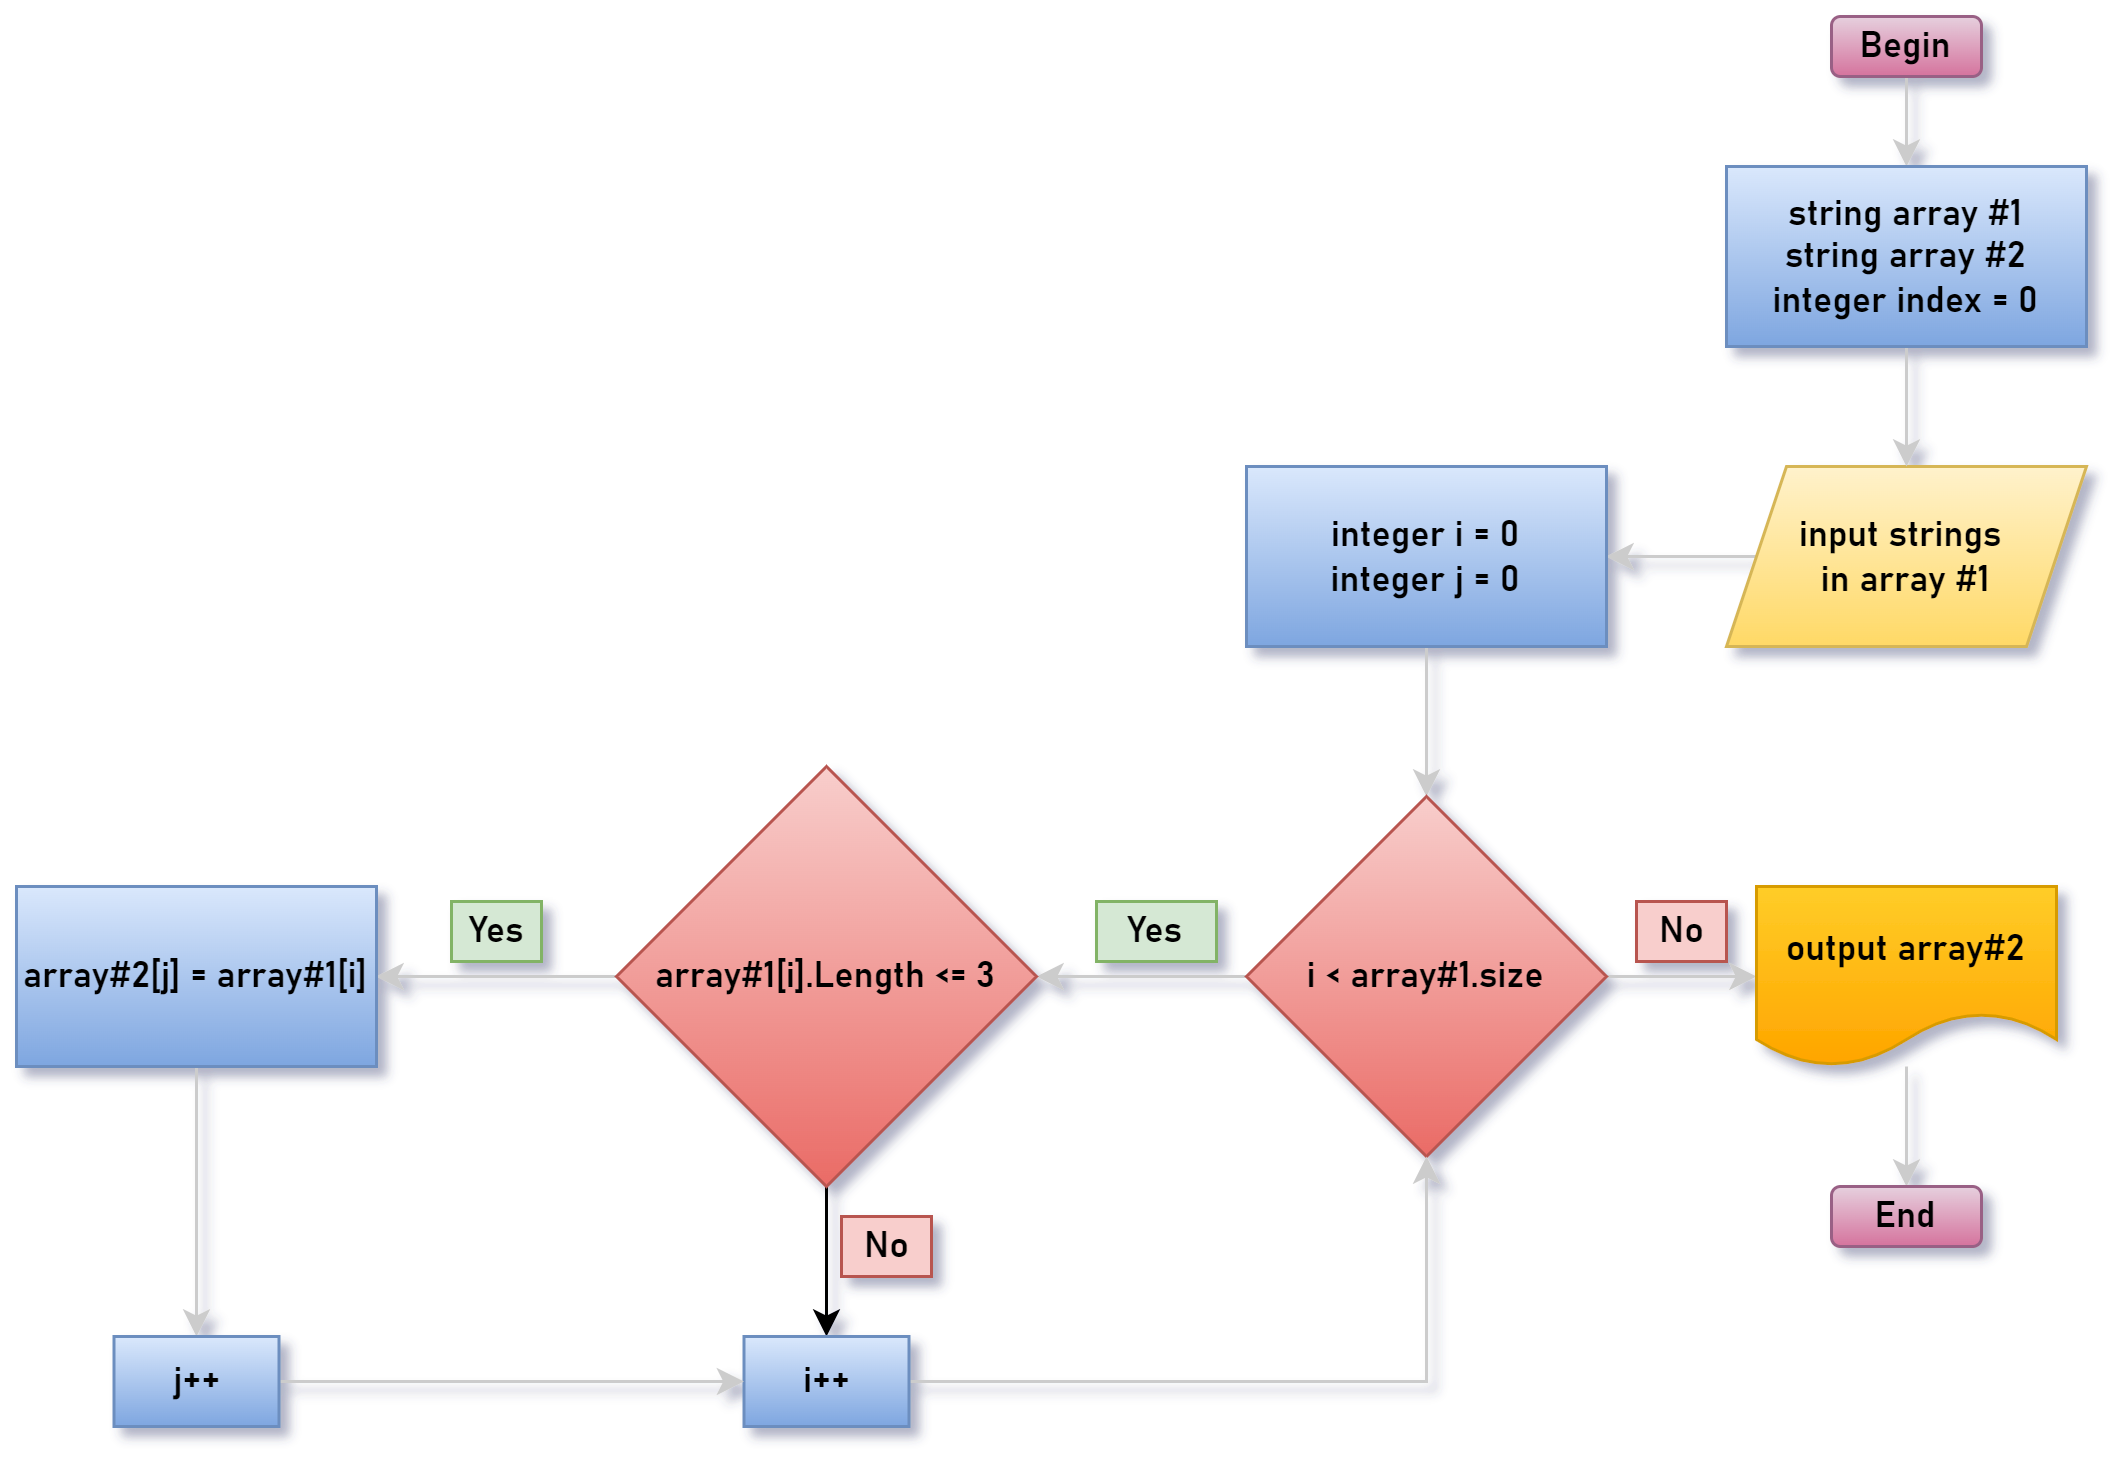 Begin
string array #1
string array #2
integer index = 0
input strings
in array #1
integer i = 0
integer j = 0
i < array#1.size
No
output array#2
End
Yes
array#1[i].Length <= 3
Yes
array#2[j] = array#1[i]
j++
No
i++